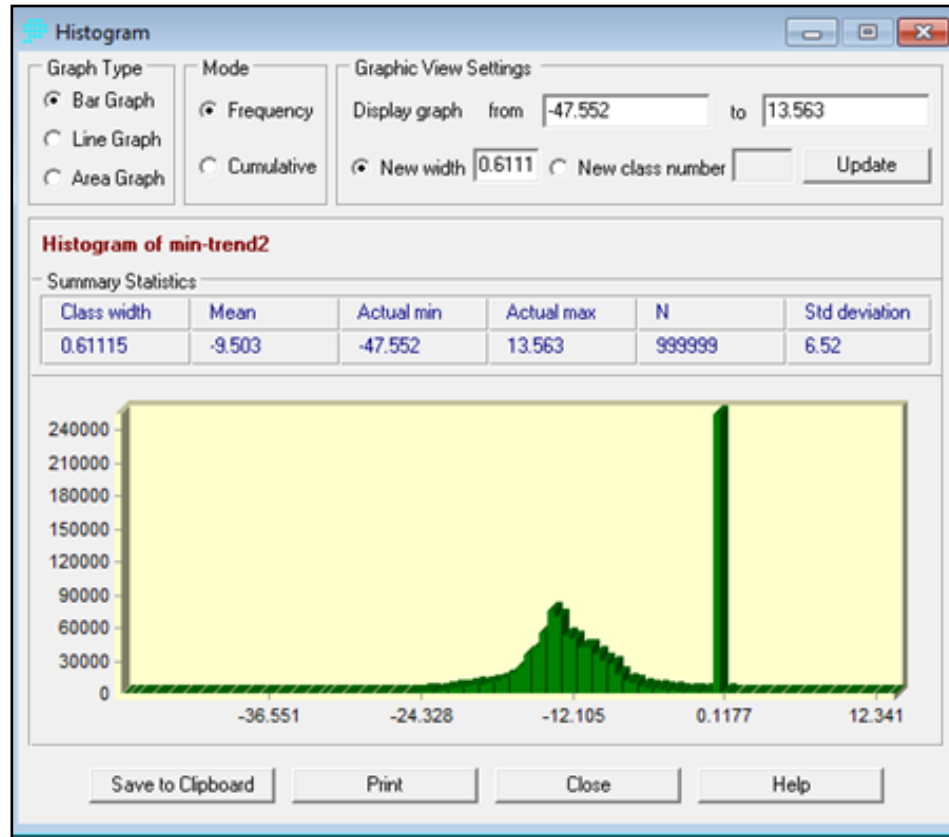 Histogram
Graph Type
Bar Graph
Line Graph
Area Graph
Mode
Frequency
Cumulative
Graphic View Settings
Display graph from -47.552 to 13.563
New width 0.6111 New class number Update
Histogram of min-trend2
Summary Statistics
Class width Mean Actual min Actual max N Std deviation
0.61115 -9.503 -47.552 13.563 999999 6.52
240000
210000
180000
150000
120000
90000
60000
30000
0
-36.551 -24.328 -12.105 0.1177 12.341
Save to Clipboard Print Close Help